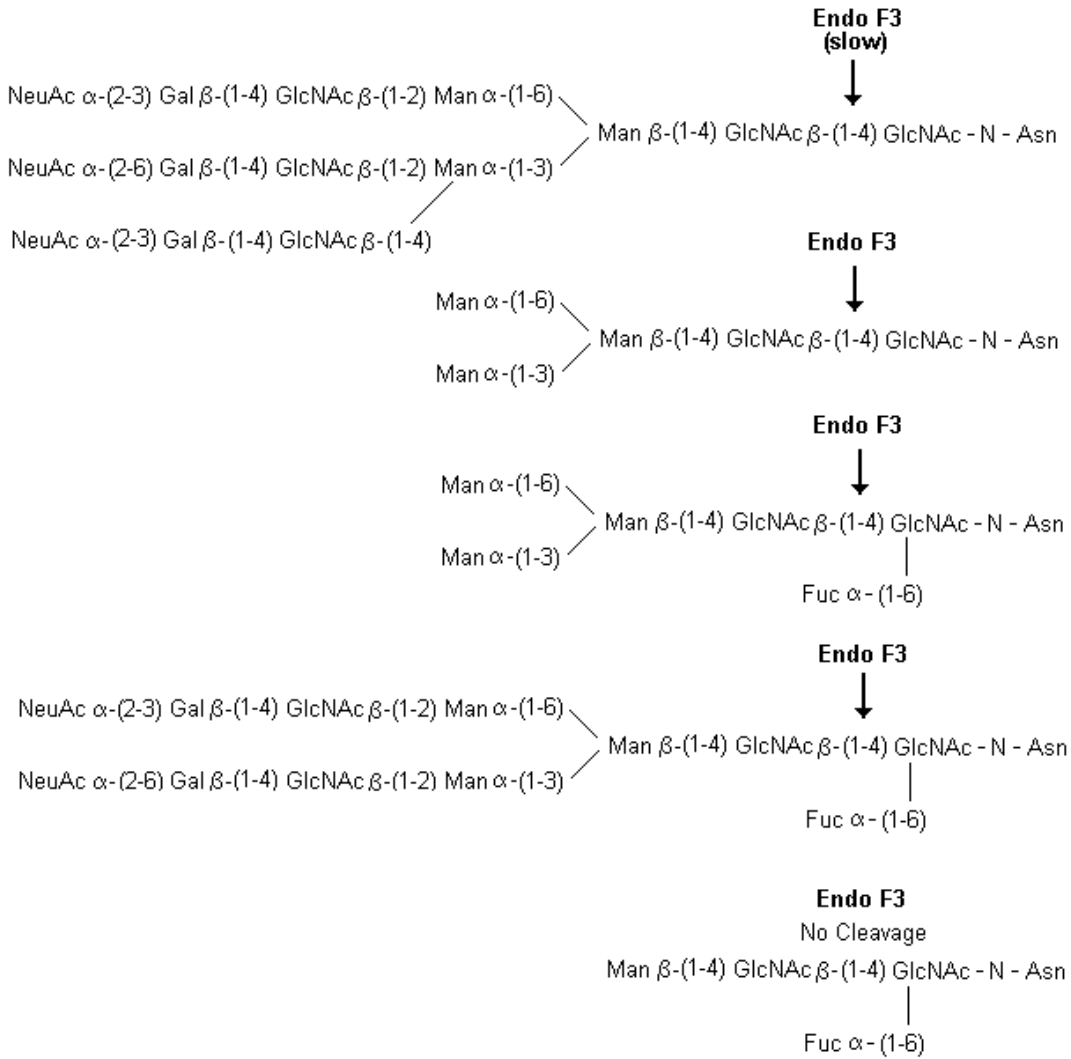 Endo F3
(slow)
NeuAc α-(2-3) Gal β-(1-4) GlcNAc β-(1-2) Man α-(1-6)
Man β-(1-4) GlcNAc β-(1-4) GlcNAc - N - Asn
NeuAc α-(2-6) Gal β-(1-4) GlcNAc β-(1-2) Man α-(1-3)
NeuAc α-(2-3) Gal β-(1-4) GlcNAc β-(1-4)
Endo F3
Man α-(1-6)
Man β-(1-4) GlcNAc β-(1-4) GlcNAc - N - Asn
Man α-(1-3)
Endo F3
Man α-(1-6)
Man β-(1-4) GlcNAc β-(1-4) GlcNAc - N - Asn
Man α-(1-3)
Fuc α-(1-6)
Endo F3
NeuAc α-(2-3) Gal β-(1-4) GlcNAc β-(1-2) Man α-(1-6)
Man β-(1-4) GlcNAc β-(1-4) GlcNAc - N - Asn
NeuAc α-(2-6) Gal β-(1-4) GlcNAc β-(1-2) Man α-(1-3)
Fuc α-(1-6)
Endo F3
No Cleavage
Man β-(1-4) GlcNAc β-(1-4) GlcNAc - N - Asn
Fuc α-(1-6)